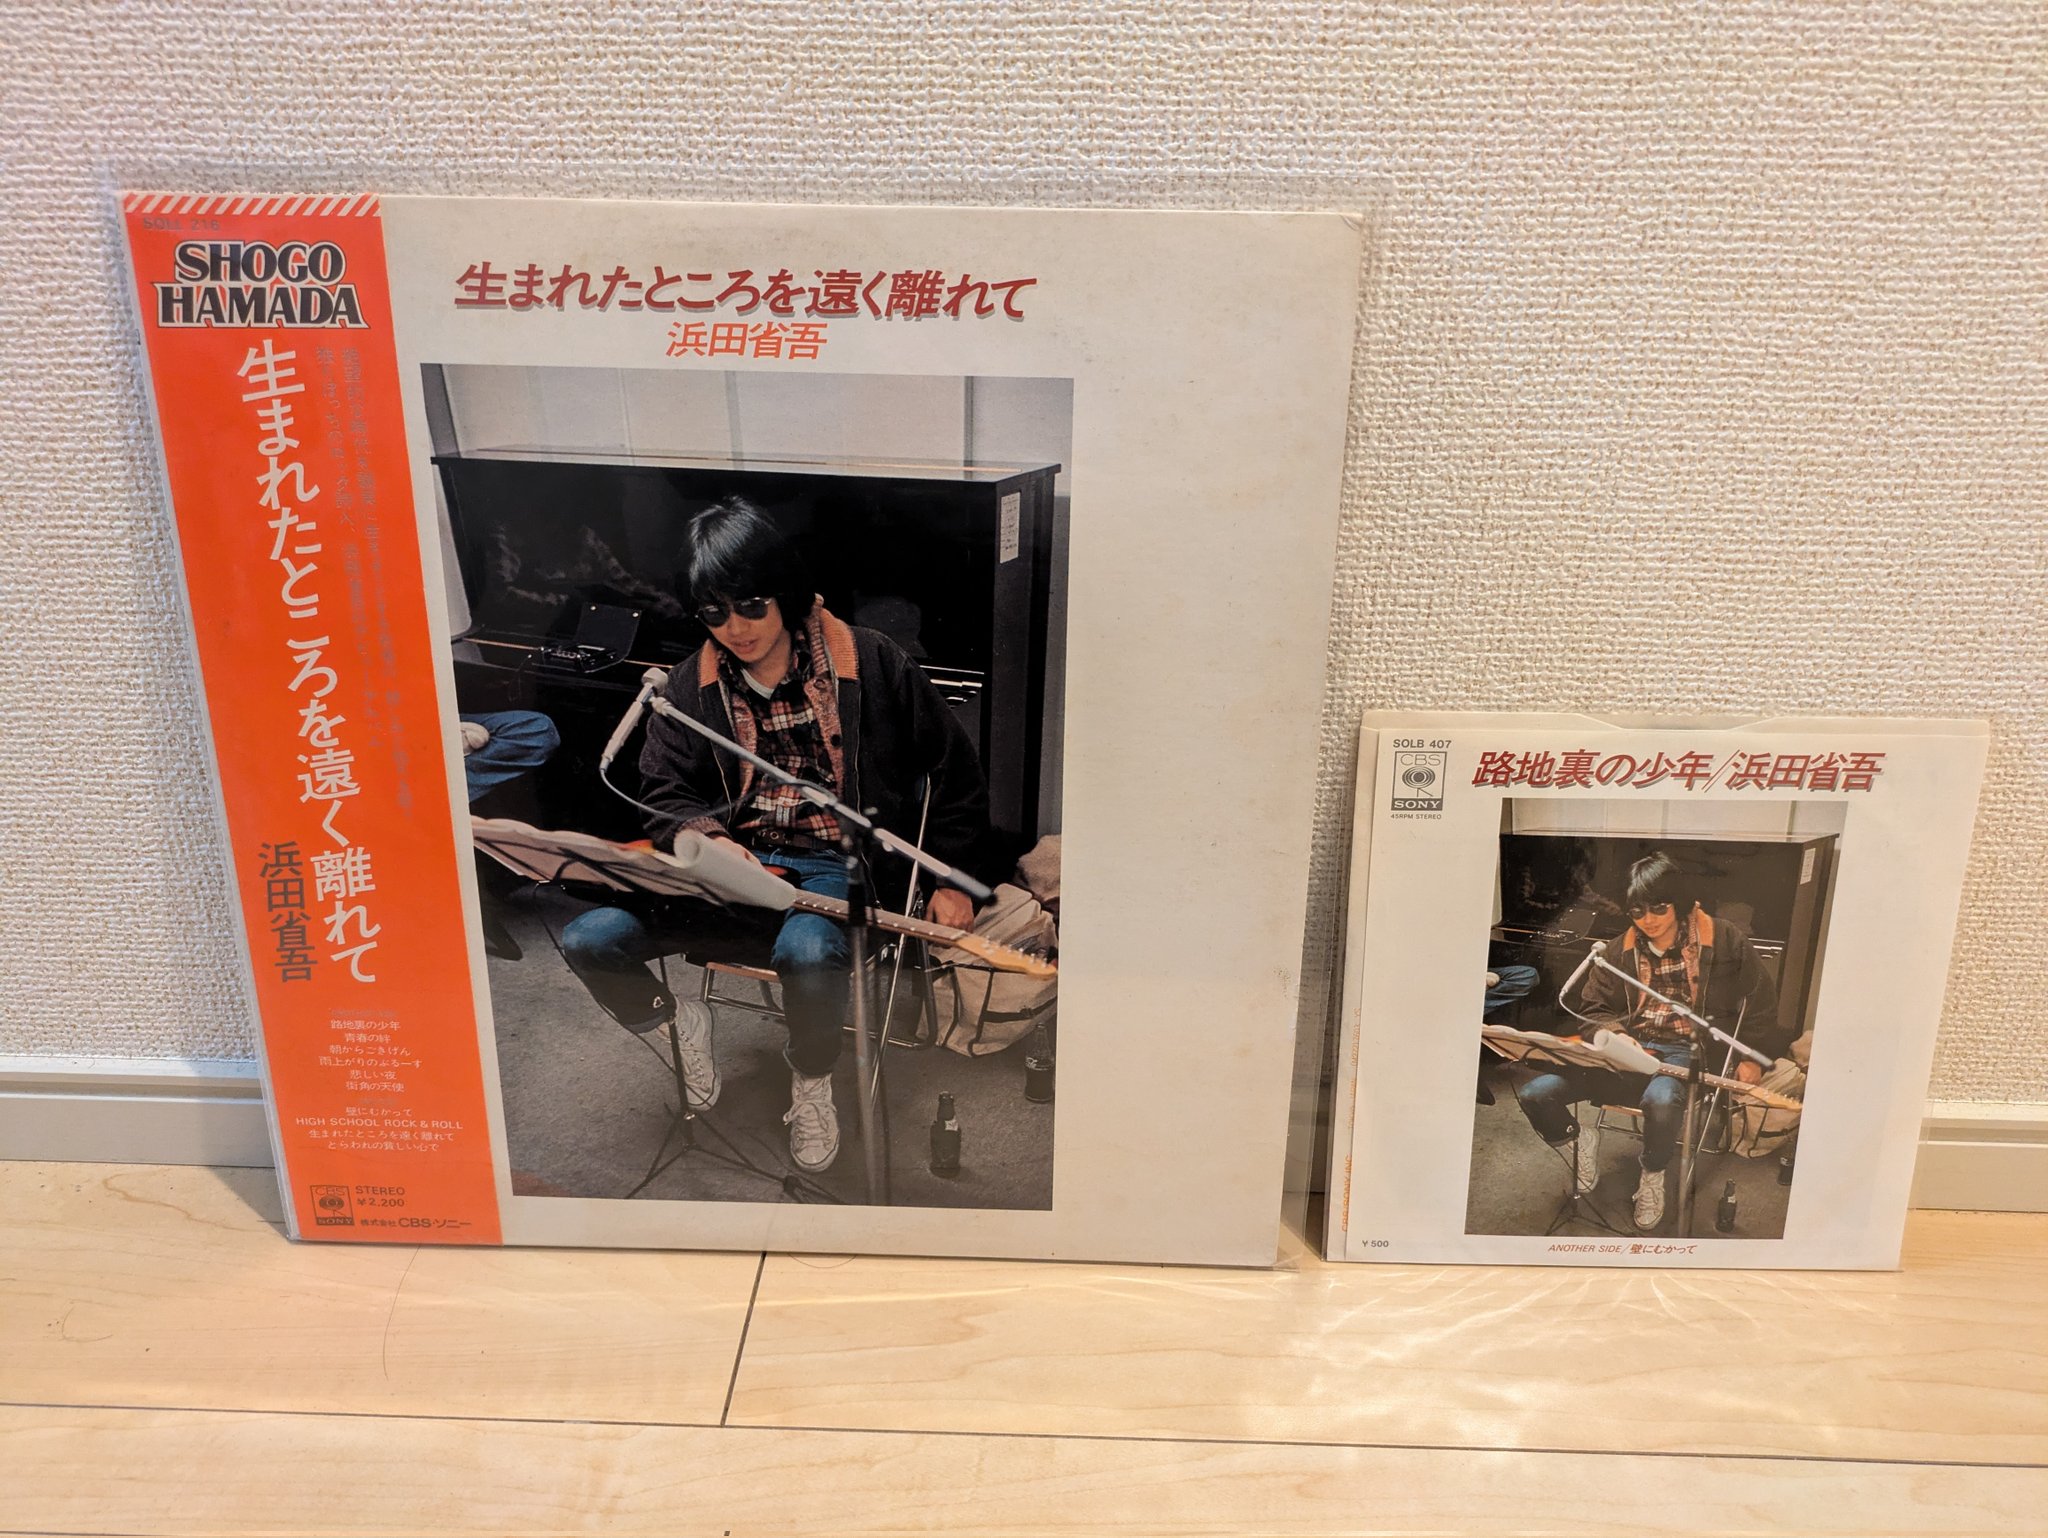 SOLL 216
SHOGO
HAMADA
生まれたところを遠く離れて
浜田省吾
路地裏の少年
青春の絆
朝からごきげん
雨上がりのぶるーす
悲しい夜
街角の天使
壁にむかって
HIGH SCHOOL ROCK & ROLL
生まれたところを遠く離れて
とらわれの貧しい心で
CBS
SONY
STEREO
¥2,200
株式会社 CBS・ソニー
生まれたところを遠く離れて
浜田省吾
SOLB 407
CBS
SONY
45RPM STEREO
路地裏の少年/浜田省吾
¥500
ANOTHER SIDE/壁にむかって